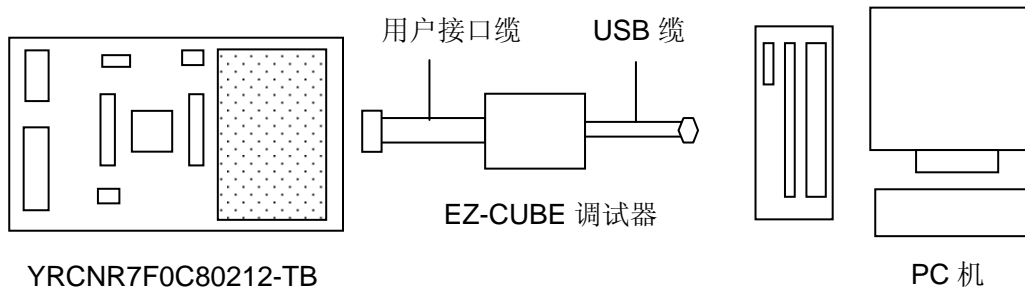 用户接口缆
USB 缆
EZ-CUBE 调试器
YRCNR7F0C80212-TB
PC 机